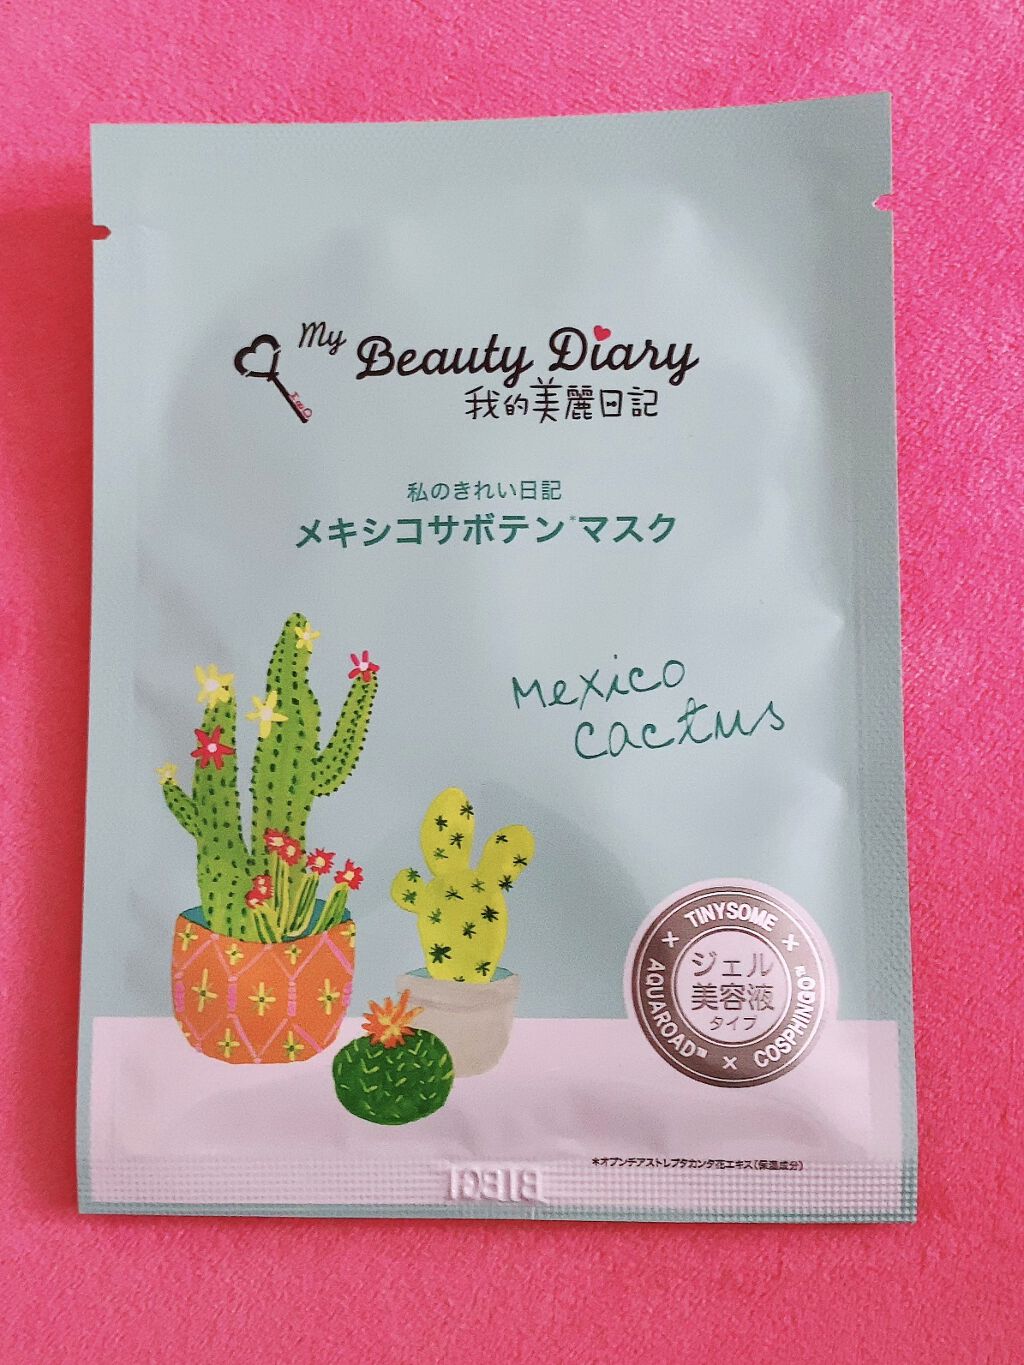 My
Beauty Diary
我的美麗日記
私のきれい日記
メキシコサボテン*マスク
Mexico
Cactus
TINYSOME
AQUAROAD™ × COSPHINGO™
ジェル
美容液
タイプ
*オプンチアストレプタカンタ花エキス(保湿成分)